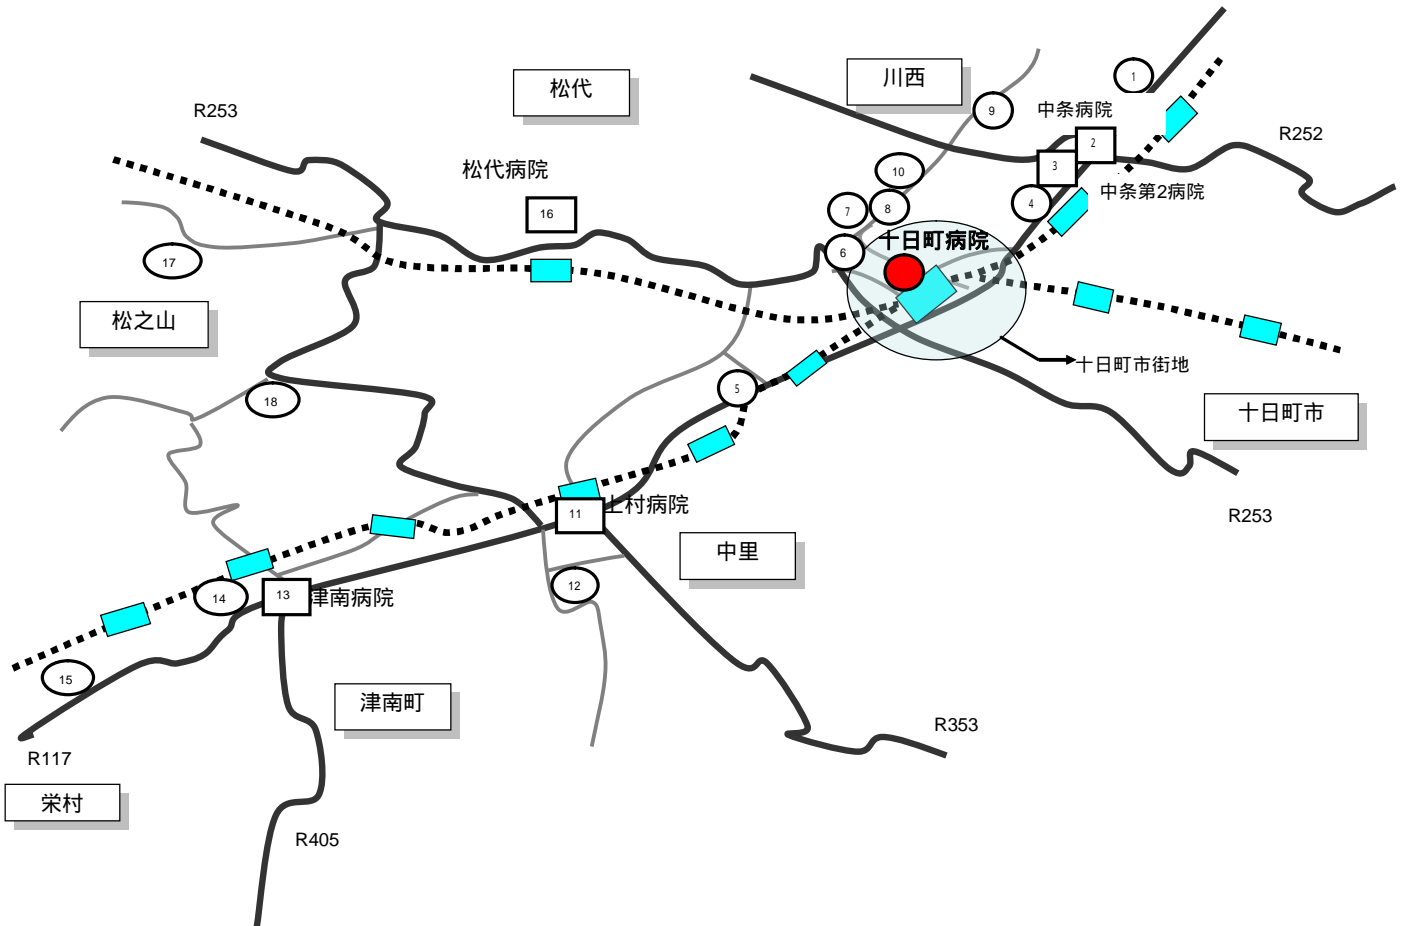 松代
川西
1
R253
9
中条病院
2
R252
松代病院
10
3
中条第2病院
16
7
8
4
十日町病院
6
17
松之山
十日町市街地
5
18
十日町市
上村病院
11
R253
中里
12
13
津南病院
14
15
津南町
R353
R117
栄村
R405